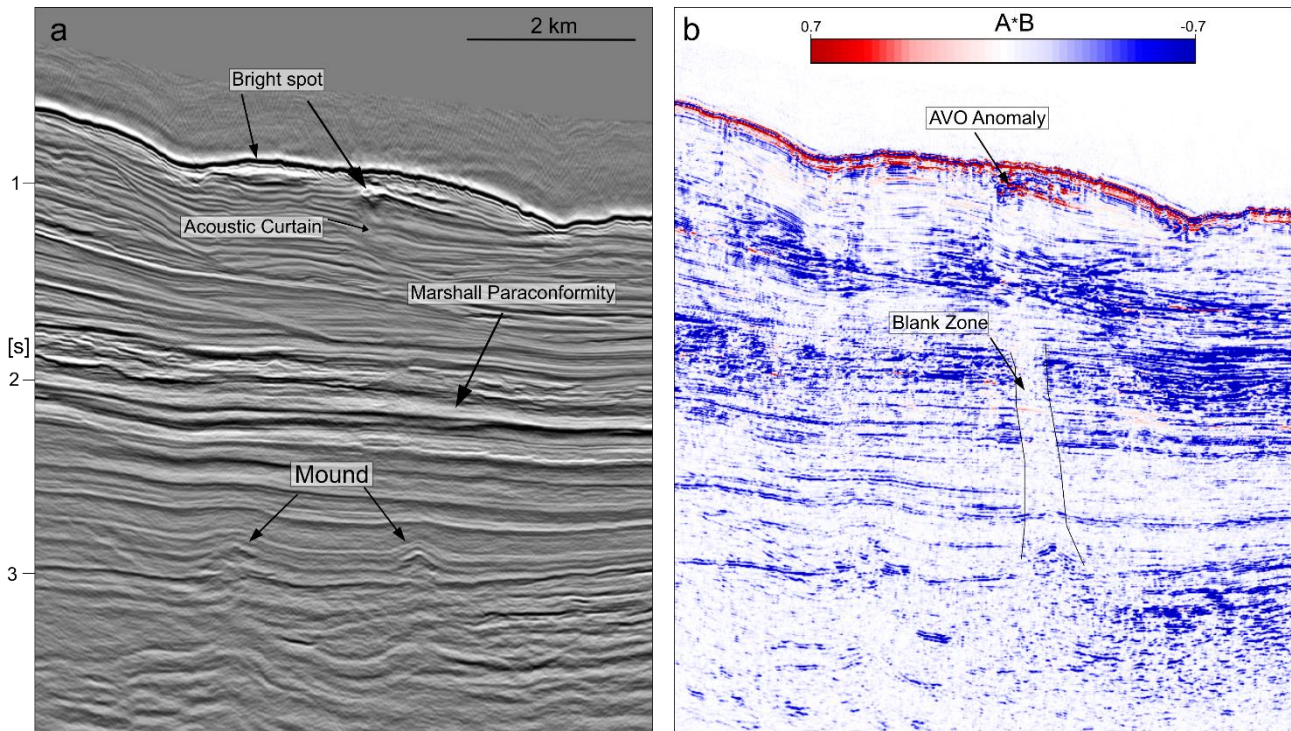 a
2 km
Bright spot
1
Acoustic Curtain
Marshall Paraconformity
[s]
2
Mound
3
b
A*B
0.7
-0.7
AVO Anomaly
Blank Zone